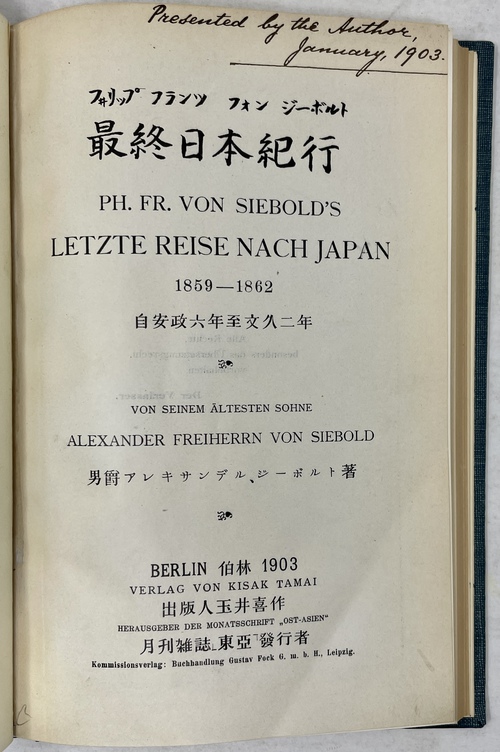 Presented by the Author,
January, 1903.
フィリップ フランツ フォン ジーボルト
最終日本紀行
PH. FR. VON SIEBOLD'S
LETZTE REISE NACH JAPAN
1859—1862
自安政六年至文久二年
VON SEINEM ÄLTESTEN SOHNE
ALEXANDER FREIHERRN VON SIEBOLD
男爵アレキサンデル、ジーボルト著
BERLIN 伯林 1903
VERLAG VON KISAK TAMAI
出版人玉井喜作
HERAUSGEBER DER MONATSSCHRIFT „OST-ASIEN"
月刊雑誌「東亞」發行者
Kommissionsverlag: Buchhandlung Gustav Fock G. m. b. H., Leipzig.